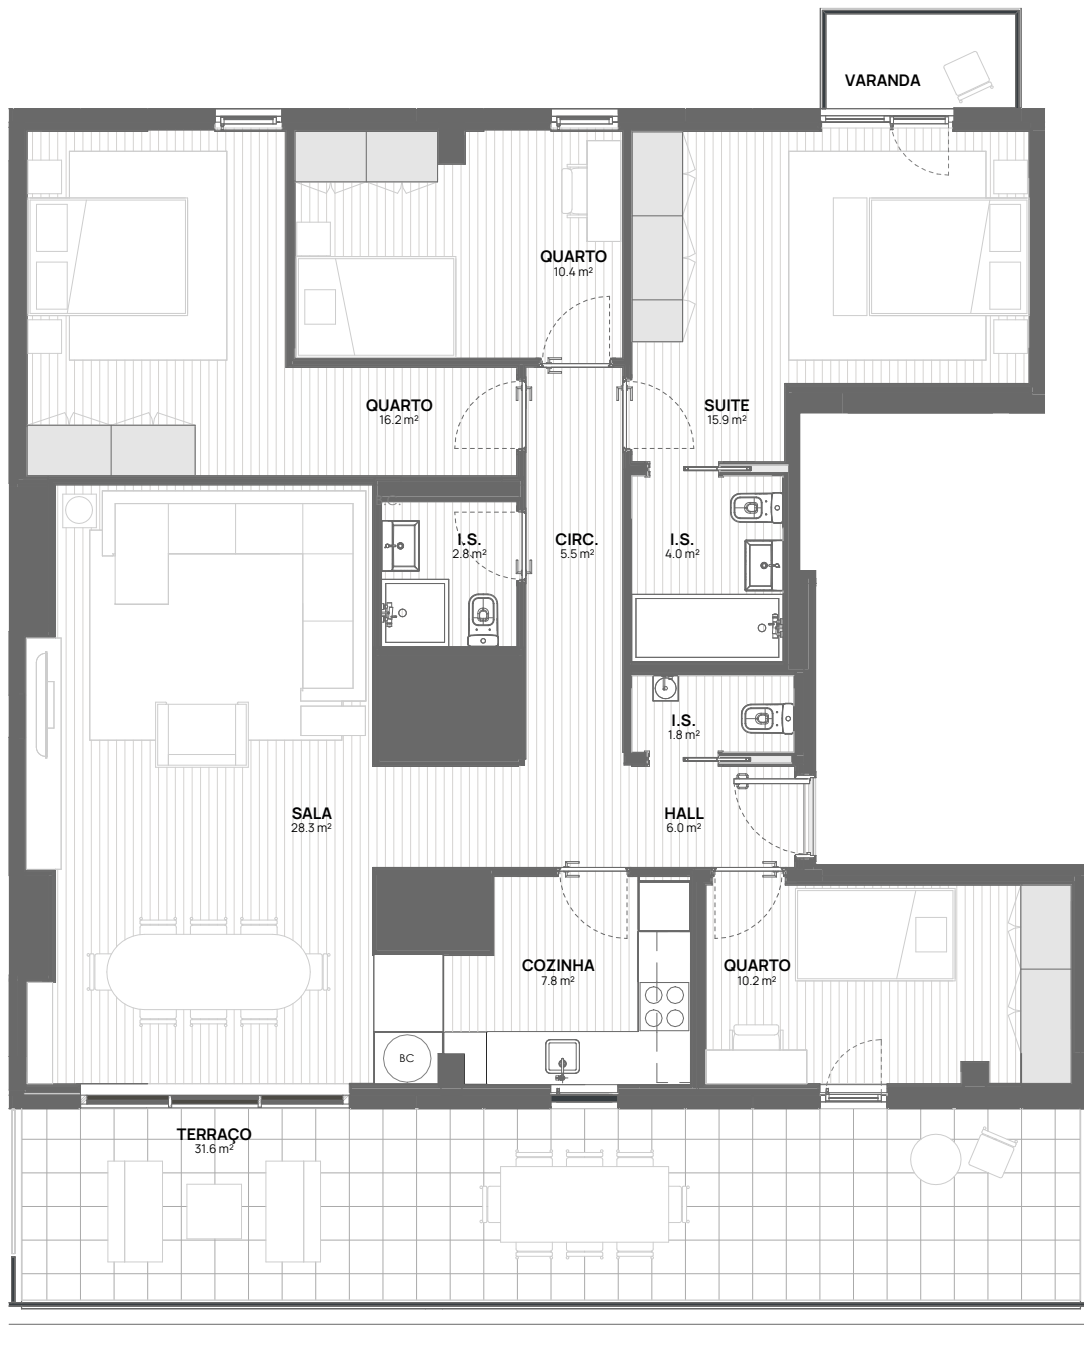 VARANDA
QUARTO
10.4 m²
QUARTO
16.2 m²
SUITE
15.9 m²
I.S.
2.8 m²
CIRC.
5.5 m²
I.S.
4.0 m²
I.S.
1.8 m²
SALA
28.3 m²
HALL
6.0 m²
COZINHA
7.8 m²
QUARTO
10.2 m²
BC
TERRAÇO
31.6 m²